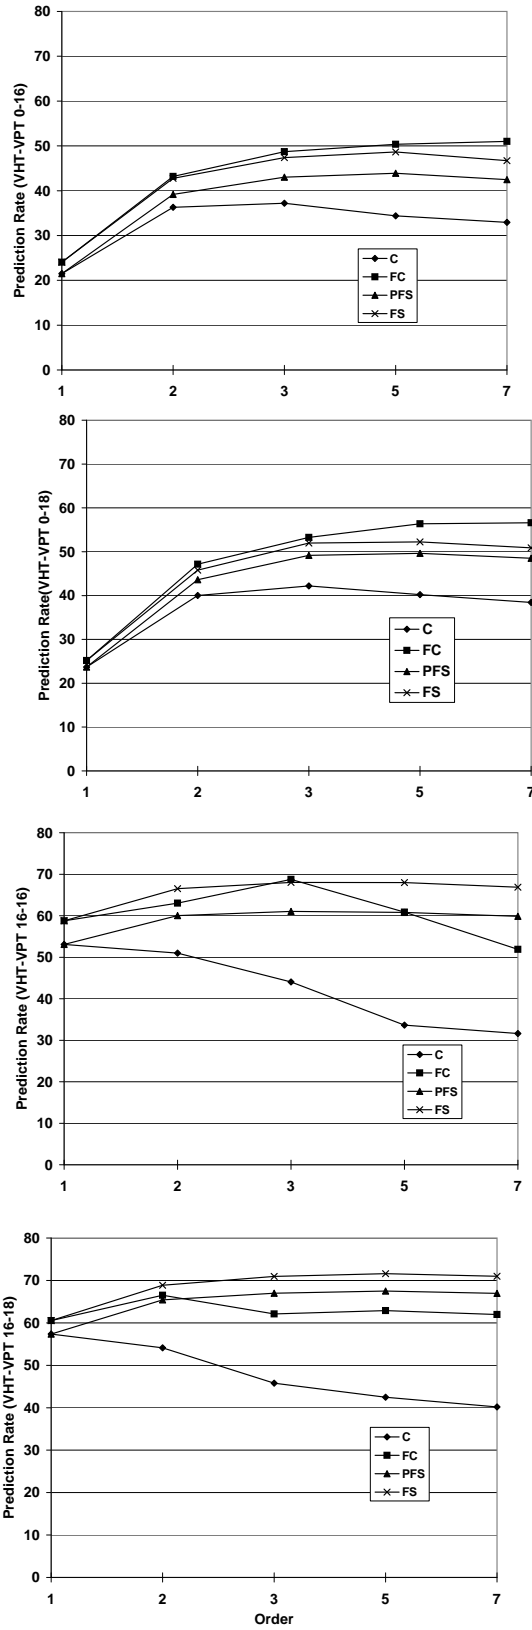 80
70
60
50
40
30
20
10
0
Prediction Rate (VHT-VPT 0-16)
C
FC
PFS
FS
1 2 3 5 7
80
70
60
50
40
30
20
10
0
Prediction Rate(VHT-VPT 0-18)
C
FC
PFS
FS
1 2 3 5 7
80
70
60
50
40
30
20
10
0
Prediction Rate (VHT-VPT 16-16)
C
FC
PFS
FS
1 2 3 5 7
80
70
60
50
40
30
20
10
0
Prediction Rate (VHT-VPT 16-18)
C
FC
PFS
FS
1 2 3 5 7
Order